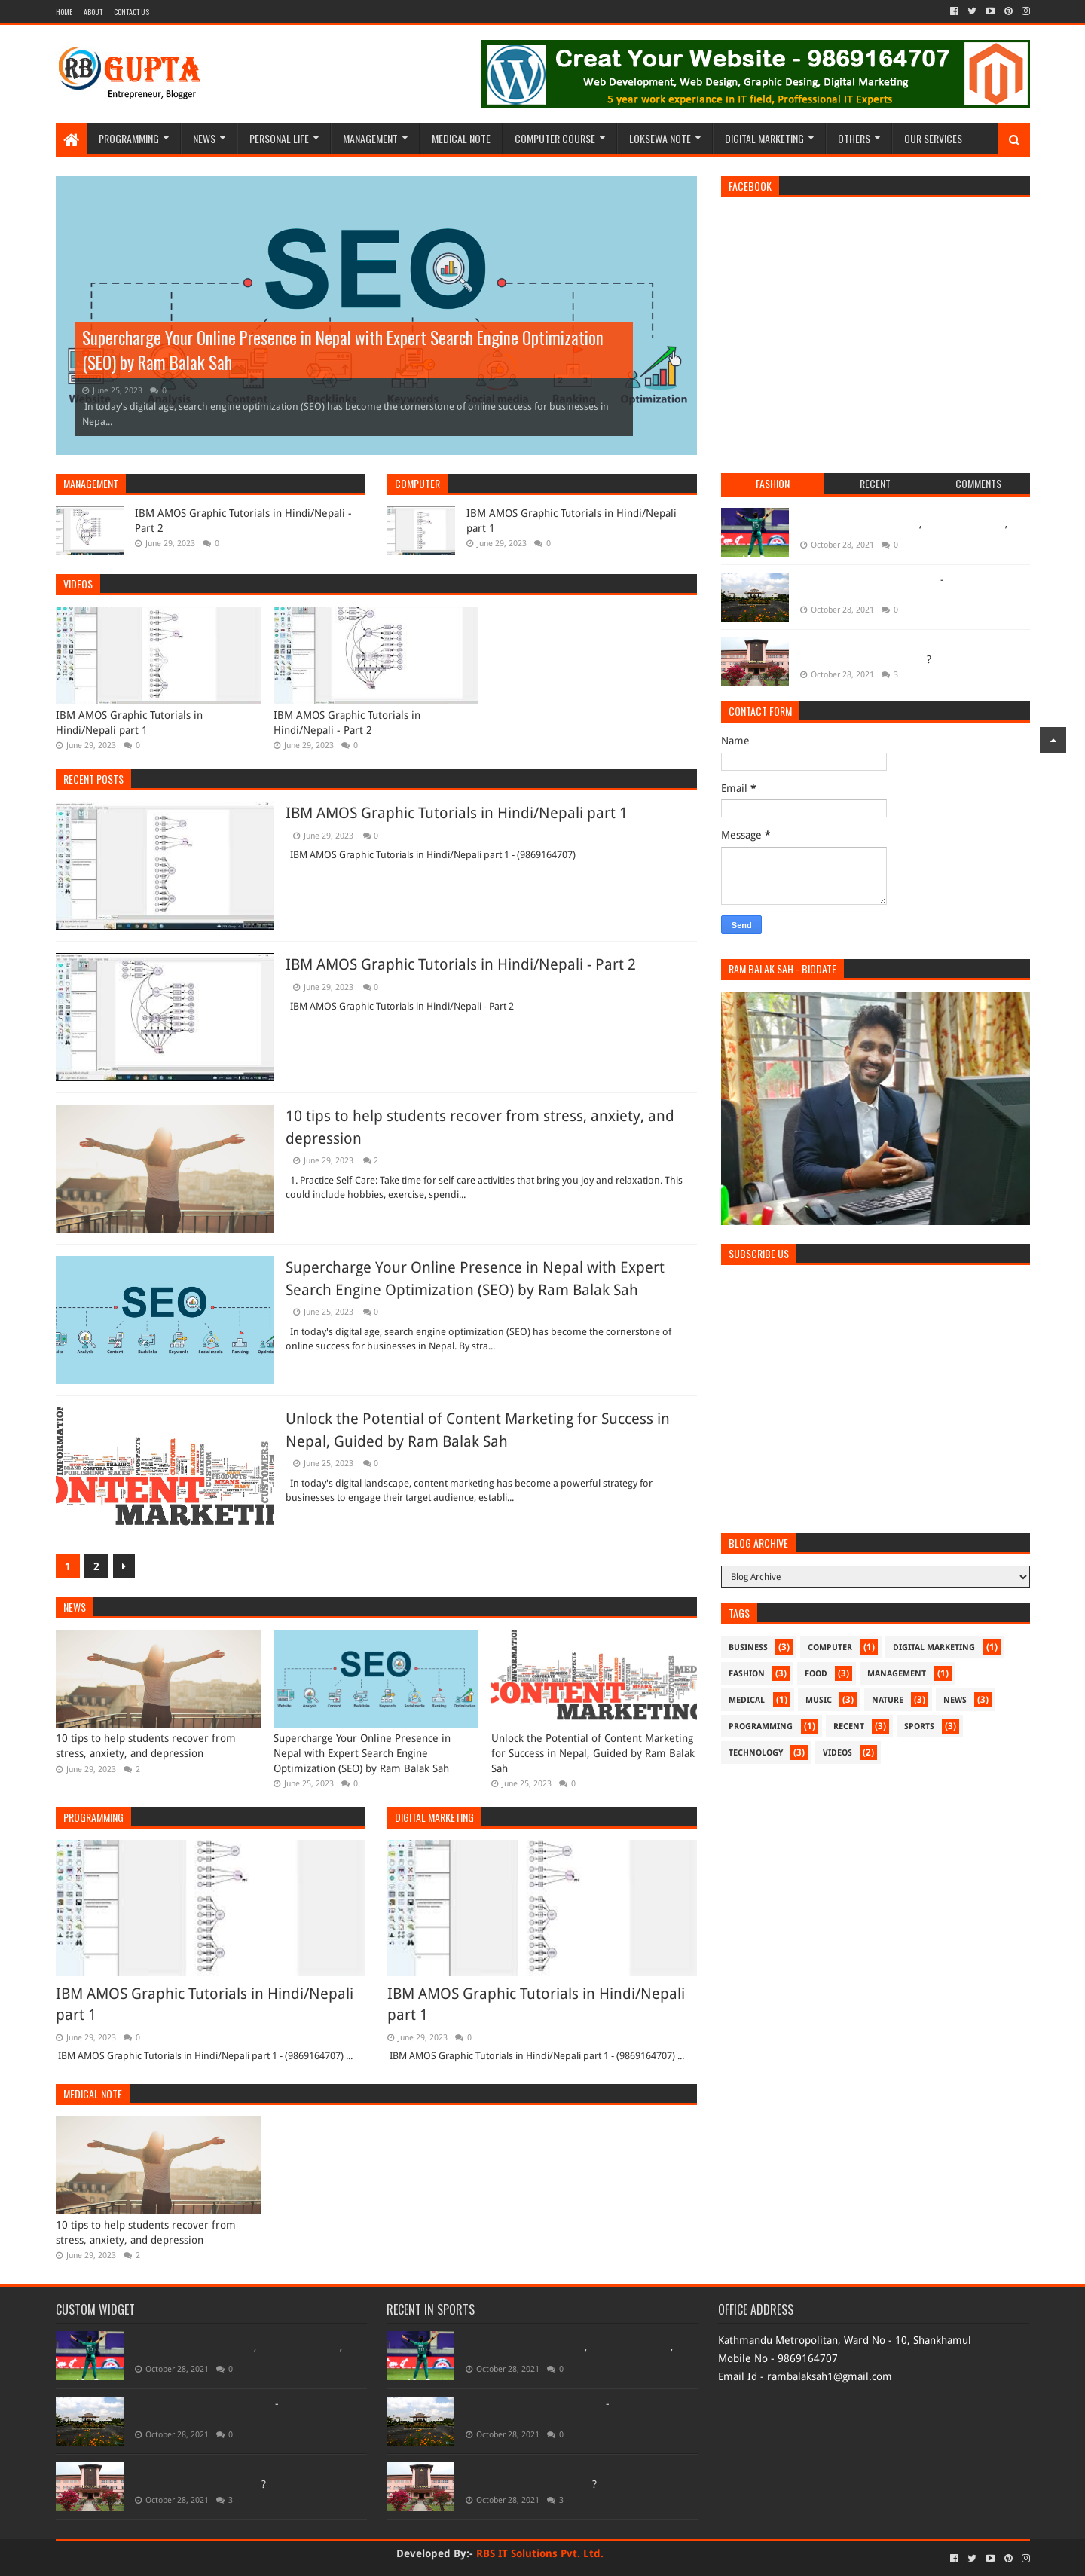 HOME ABOUT CONTACT US
RB GUPTA
Entrepreneur, Blogger
Creat Your Website - 9869164707
Web Development, Web Design, Graphic Desing, Digital Marketing
5 year work experience in IT field, Proffessional IT Experts
PROGRAMMING NEWS PERSONAL LIFE MANAGEMENT MEDICAL NOTE COMPUTER COURSE LOKSEWA NOTE DIGITAL MARKETING OTHERS OUR SERVICES
SEO
Supercharge Your Online Presence in Nepal with Expert Search Engine Optimization
(SEO) by Ram Balak Sah
June 25, 2023 0
In today's digital age, search engine optimization (SEO) has become the cornerstone of online success for businesses in
Nepa...
Optimization
MANAGEMENT
IBM AMOS Graphic Tutorials in Hindi/Nepali -
Part 2
June 29, 2023 0
COMPUTER
IBM AMOS Graphic Tutorials in Hindi/Nepali
part 1
June 29, 2023 0
VIDEOS
IBM AMOS Graphic Tutorials in
Hindi/Nepali part 1
June 29, 2023 0
IBM AMOS Graphic Tutorials in
Hindi/Nepali - Part 2
June 29, 2023 0
RECENT POSTS
IBM AMOS Graphic Tutorials in Hindi/Nepali part 1
June 29, 2023 0
IBM AMOS Graphic Tutorials in Hindi/Nepali part 1 - (9869164707)
IBM AMOS Graphic Tutorials in Hindi/Nepali - Part 2
June 29, 2023 0
IBM AMOS Graphic Tutorials in Hindi/Nepali - Part 2
10 tips to help students recover from stress, anxiety, and
depression
June 29, 2023 2
1. Practice Self-Care: Take time for self-care activities that bring you joy and relaxation. This
could include hobbies, exercise, spendi...
SEO
Analysis Content Backlinks Keywords Social media Ranking
Supercharge Your Online Presence in Nepal with Expert
Search Engine Optimization (SEO) by Ram Balak Sah
June 25, 2023 0
In today's digital age, search engine optimization (SEO) has become the cornerstone of
online success for businesses in Nepal. By stra...
CONTENT
MARKETING
Unlock the Potential of Content Marketing for Success in
Nepal, Guided by Ram Balak Sah
June 25, 2023 0
In today's digital landscape, content marketing has become a powerful strategy for
businesses to engage their target audience, establi...
1 2
NEWS
10 tips to help students recover from
stress, anxiety, and depression
June 29, 2023 2
SEO
Supercharge Your Online Presence in
Nepal with Expert Search Engine
Optimization (SEO) by Ram Balak Sah
June 25, 2023 0
CONTENT
MARKETING
Unlock the Potential of Content Marketing
for Success in Nepal, Guided by Ram Balak
Sah
June 25, 2023 0
PROGRAMMING
IBM AMOS Graphic Tutorials in Hindi/Nepali
part 1
June 29, 2023 0
IBM AMOS Graphic Tutorials in Hindi/Nepali part 1 - (9869164707) ...
DIGITAL MARKETING
IBM AMOS Graphic Tutorials in Hindi/Nepali
part 1
June 29, 2023 0
IBM AMOS Graphic Tutorials in Hindi/Nepali part 1 - (9869164707) ...
MEDICAL NOTE
10 tips to help students recover from
stress, anxiety, and depression
June 29, 2023 2
FACEBOOK
FASHION RECENT COMMENTS
, ,
October 28, 2021 0
-
October 28, 2021 0
?
October 28, 2021 3
CONTACT FORM
Name
Email *
Message *
Send
RAM BALAK SAH - BIODATE
SUBSCRIBE US
BLOG ARCHIVE
Blog Archive
TAGS
BUSINESS (3) COMPUTER (1) DIGITAL MARKETING (1)
FASHION (3) FOOD (3) MANAGEMENT (1)
MEDICAL (1) MUSIC (3) NATURE (3) NEWS (3)
PROGRAMMING (1) RECENT (3) SPORTS (3)
TECHNOLOGY (3) VIDEOS (2)
CUSTOM WIDGET
, ,
October 28, 2021 0
-
October 28, 2021 0
?
October 28, 2021 3
RECENT IN SPORTS
, ,
October 28, 2021 0
-
October 28, 2021 0
?
October 28, 2021 3
OFFICE ADDRESS
Kathmandu Metropolitan, Ward No - 10, Shankhamul
Mobile No - 9869164707
Email Id - rambalaksah1@gmail.com
Developed By:- RBS IT Solutions Pvt. Ltd.